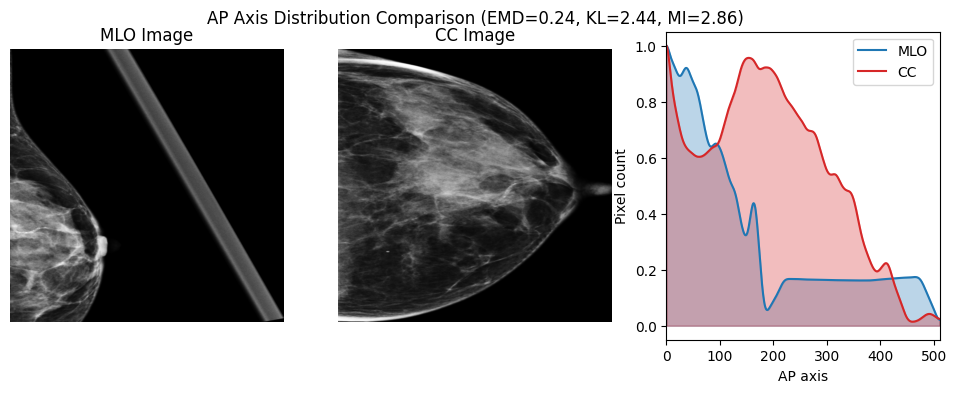 AP Axis Distribution Comparison (EMD=0.24, KL=2.44, MI=2.86)
MLO Image
CC Image
MLO
CC
Pixel count
1.0
0.8
0.6
0.4
0.2
0.0
0 100 200 300 400 500
AP axis